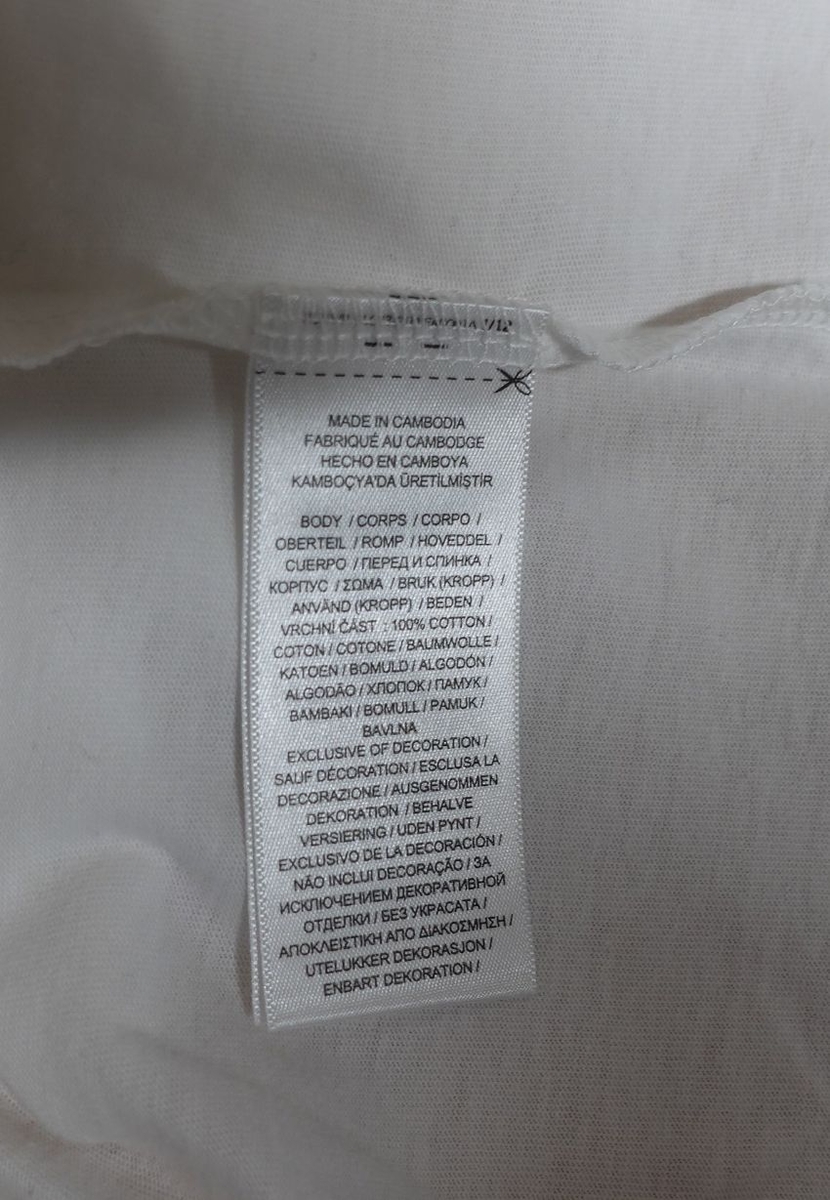 MADE IN CAMBODIA
FABRIQUÉ AU CAMBODGE
HECHO EN CAMBOYA
KAMBOÇYA'DA ÜRETİLMİŞTİR
BODY / CORPS / CORPO /
OBERTEIL / ROMP / HOVEDDEL /
CUERPO / ПЕРЕД И СПИНКА /
КОРПУС / ΣΩΜΑ / BRUK (KROPP) /
ANVÄND (KROPP) / BEDEN /
VRCHNÍ ČÁST : 100% COTTON /
COTON / COTONE / BAUMWOLLE /
KATOEN / BOMULD / ALGODÓN /
ALGODÃO / ХЛОПОК / ПАМУК /
BAMBAKI / BOMULL / PAMUK /
BAVLNA
EXCLUSIVE OF DECORATION /
SAUF DÉCORATION / ESCLUSA LA
DECORAZIONE / AUSGENOMMEN
DEKORATION / BEHALVE
VERSIERING / UDEN PYNT /
EXCLUSIVO DE LA DECORACIÓN /
NÃO INCLUI DECORAÇÃO / ЗА
ИСКЛЮЧЕНИЕМ ДЕКОРАТИВНОЙ
ОТДЕЛКИ / БЕЗ УКРАСАТА /
ΑΠΟΚΛΕΙΣΤΙΚΗ ΑΠΟ ΔΙΑΚΟΣΜΗΣΗ /
UTELUKKER DEKORASJON /
ENBART DEKORATION /